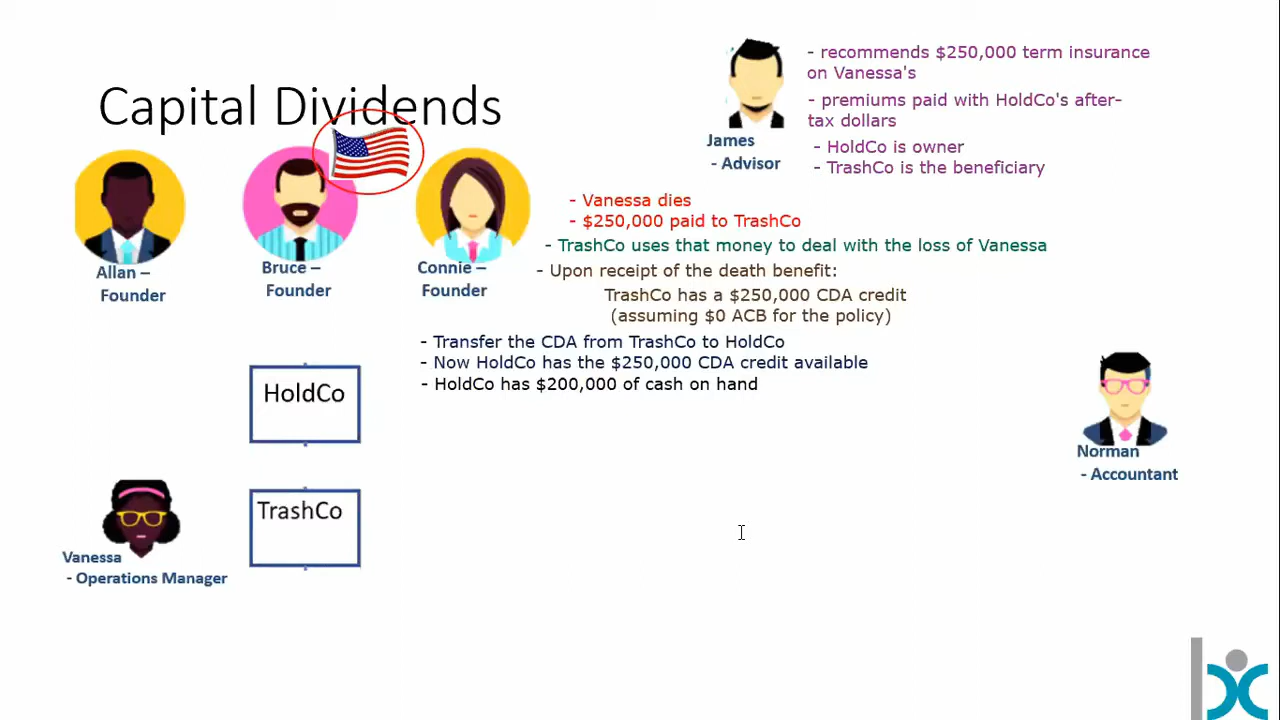 Capital Dividends
- recommends $250,000 term insurance
on Vanessa's
- premiums paid with HoldCo's after-
tax dollars
- HoldCo is owner
- TrashCo is the beneficiary
James
- Advisor
- Vanessa dies
- $250,000 paid to TrashCo
- TrashCo uses that money to deal with the loss of Vanessa
- Upon receipt of the death benefit:
TrashCo has a $250,000 CDA credit
(assuming $0 ACB for the policy)
Allan –
Founder
Bruce –
Founder
Connie –
Founder
- Transfer the CDA from TrashCo to HoldCo
- Now HoldCo has the $250,000 CDA credit available
- HoldCo has $200,000 of cash on hand
HoldCo
Norman
- Accountant
TrashCo
Vanessa
- Operations Manager